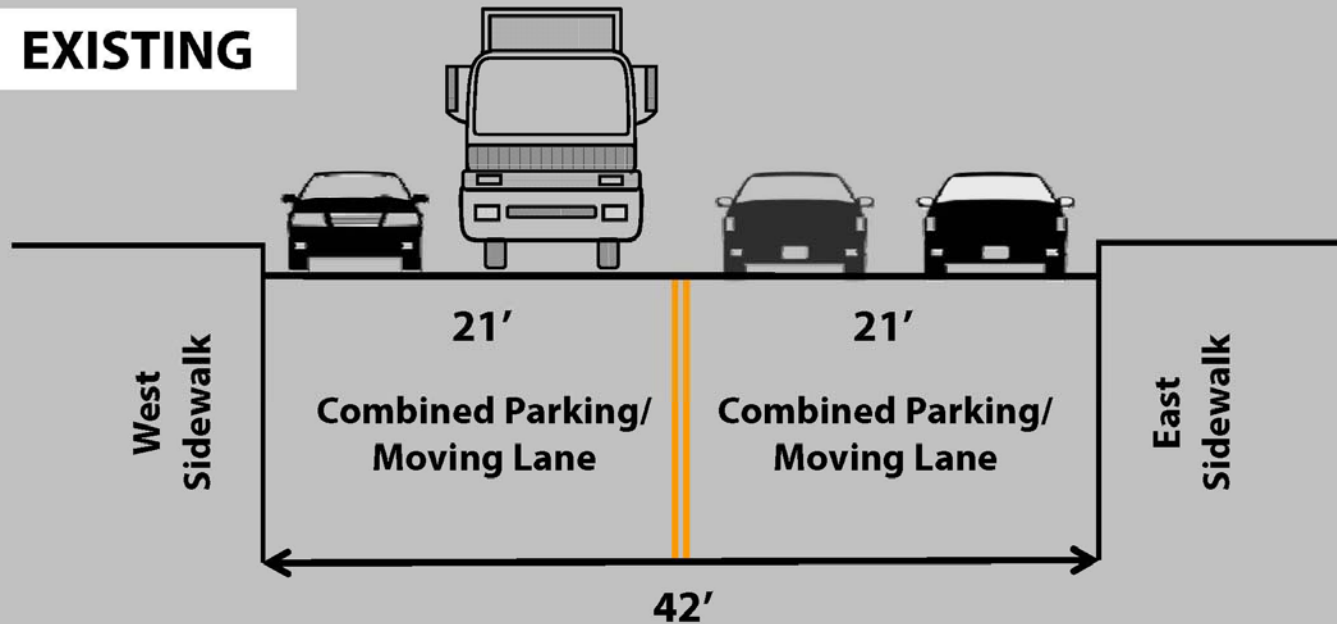 EXISTING
21’
21’
Combined Parking/
Moving Lane
Combined Parking/
Moving Lane
West
Sidewalk
East
Sidewalk
42’